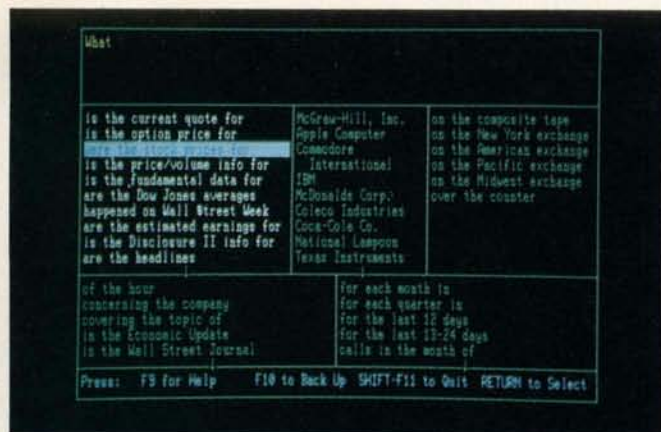 What
is the current quote for
is the option price for
were the stock prices for
is the price/volume info for
is the fundamental data for
are the Dow Jones averages
happened on Wall Street Week
are the estimated earnings for
is the Disclosure II info for
are the headlines
McGraw-Hill, Inc.
Apple Computer
Commodore
International
IBM
McDonalds Corp.
Coleco Industries
Coca-Cola Co.
National Lampoon
Texas Instruments
on the composite tape
on the New York exchange
on the American exchange
on the Pacific exchange
on the Midwest exchange
over the counter
of the hour
concerning the company
covering the topic of
in the Economic Update
in the Wall Street Journal
for each month in
for each quarter in
for the last 12 days
for the last 13-24 days
calls in the month of
Press: F9 for Help F10 to Back Up SHIFT-F11 to Quit RETURN to Select